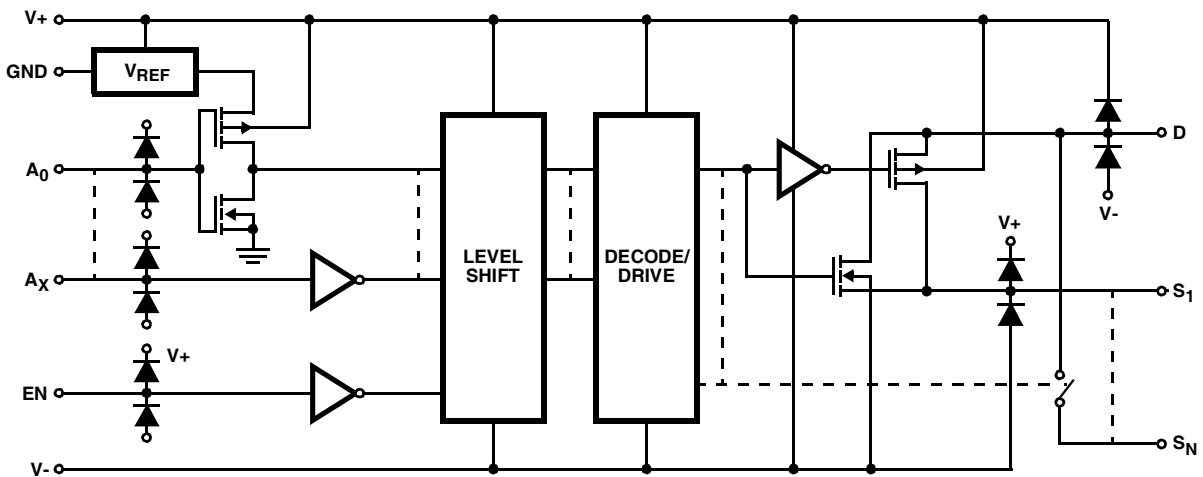 V+
GND
VREF
A0
AX
V+
EN
V-
LEVEL
SHIFT
DECODE/
DRIVE
D
V-
V+
S1
SN